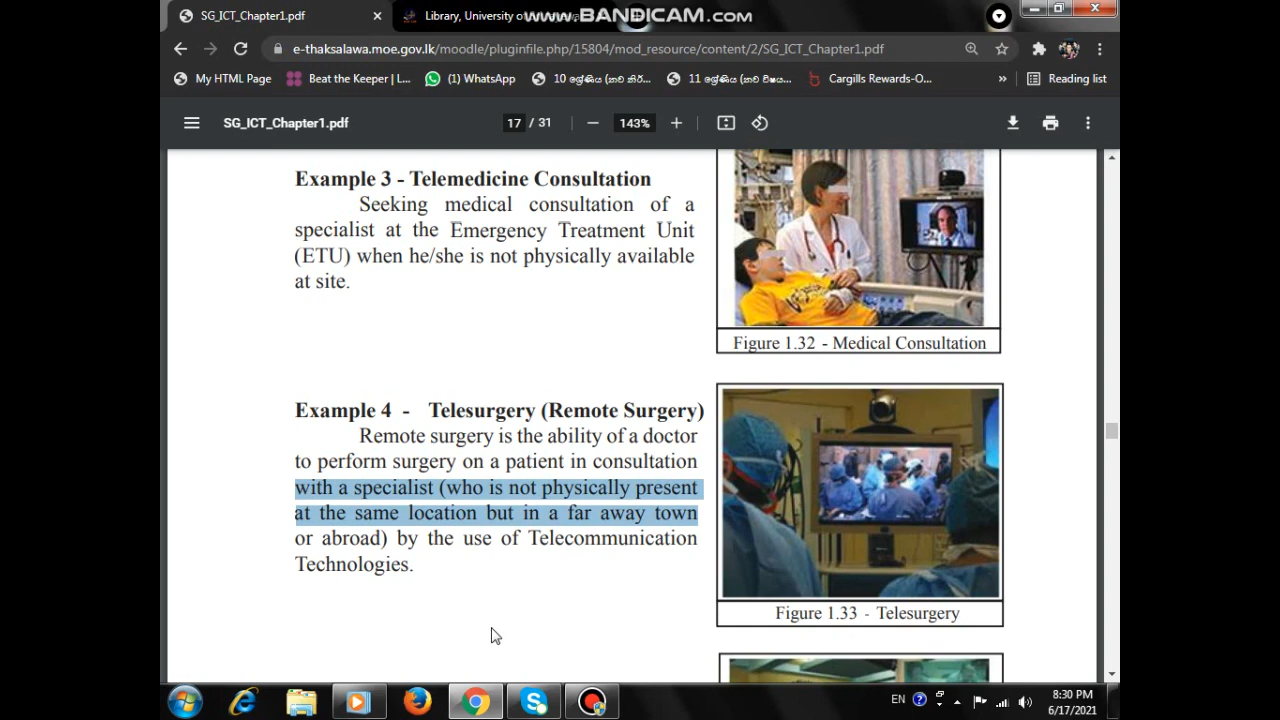 SG_ICT_Chapter1.pdf
Library, University of
www.BANDICAM.com
e-thaksalawa.moe.gov.lk/moodle/pluginfile.php/15804/mod_resource/content/2/SG_ICT_Chapter1.pdf
My HTML Page
Beat the Keeper | L...
(1) WhatsApp
10 ශ්‍රේණිය (නව නිර්...
11 ශ්‍රේණිය (නව විෂය...
Cargills Rewards-O...
»
Reading list
SG_ICT_Chapter1.pdf
17 / 31
143%
Example 3 - Telemedicine Consultation
Seeking medical consultation of a
specialist at the Emergency Treatment Unit
(ETU) when he/she is not physically available
at site.
Figure 1.32 - Medical Consultation
Example 4 - Telesurgery (Remote Surgery)
Remote surgery is the ability of a doctor
to perform surgery on a patient in consultation
with a specialist (who is not physically present
at the same location but in a far away town
or abroad) by the use of Telecommunication
Technologies.
Figure 1.33 - Telesurgery
EN
8:30 PM
6/17/2021